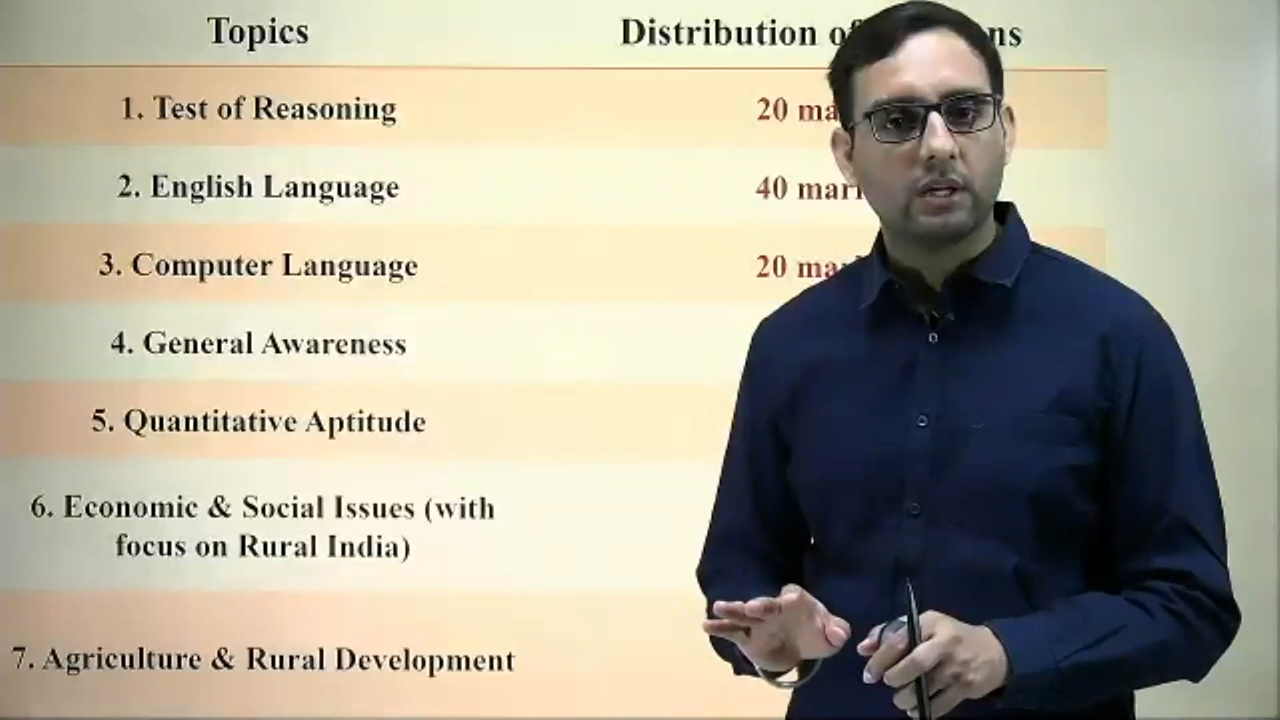 Topics
Distribution of
1. Test of Reasoning
20
2. English Language
40
3. Computer Language
20
4. General Awareness
5. Quantitative Aptitude
6. Economic & Social Issues (with
focus on Rural India)
7. Agriculture & Rural Development